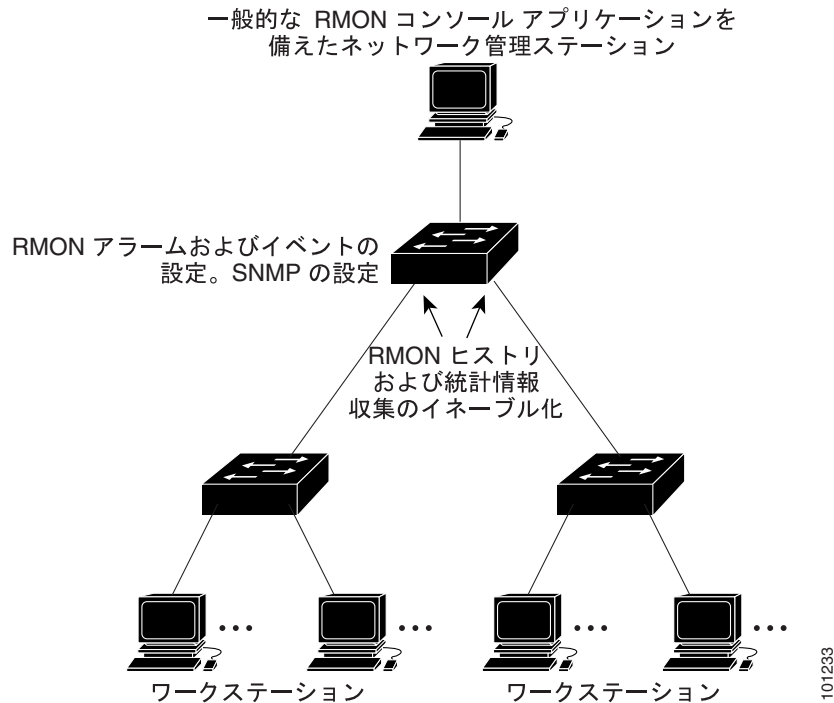 一般的な RMON コンソール アプリケーションを
備えたネットワーク管理ステーション
RMON アラームおよびイベントの
設定。SNMP の設定
RMON ヒストリ
および統計情報
収集のイネーブル化
ワークステーション
ワークステーション
101233